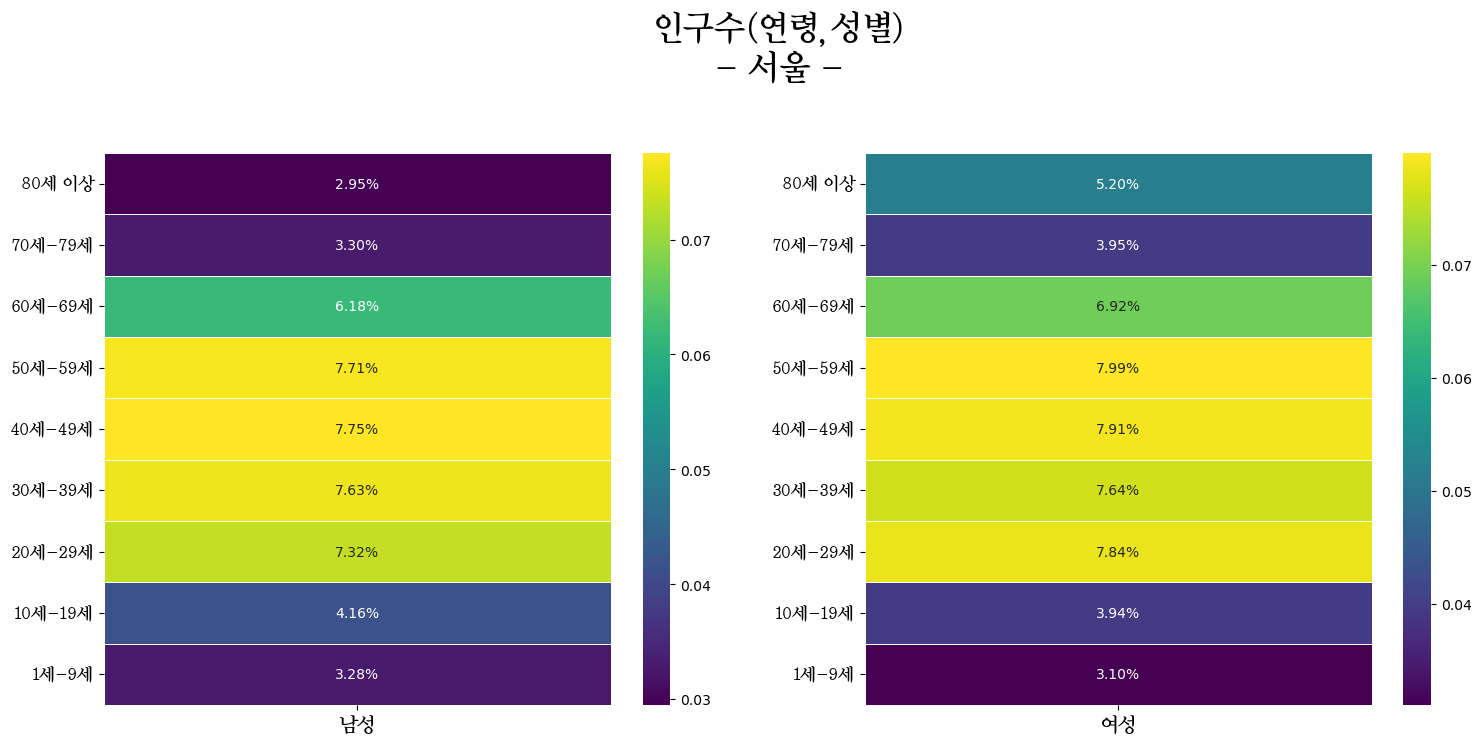 인구수(연령, 성별)
- 서울 -
80세 이상
2.95%
70세-79세
3.30%
60세-69세
6.18%
50세-59세
7.71%
40세-49세
7.75%
30세-39세
7.63%
20세-29세
7.32%
10세-19세
4.16%
1세-9세
3.28%
남성
0.07
0.06
0.05
0.04
0.03
80세 이상
5.20%
70세-79세
3.95%
60세-69세
6.92%
50세-59세
7.99%
40세-49세
7.91%
30세-39세
7.64%
20세-29세
7.84%
10세-19세
3.94%
1세-9세
3.10%
여성
0.07
0.06
0.05
0.04